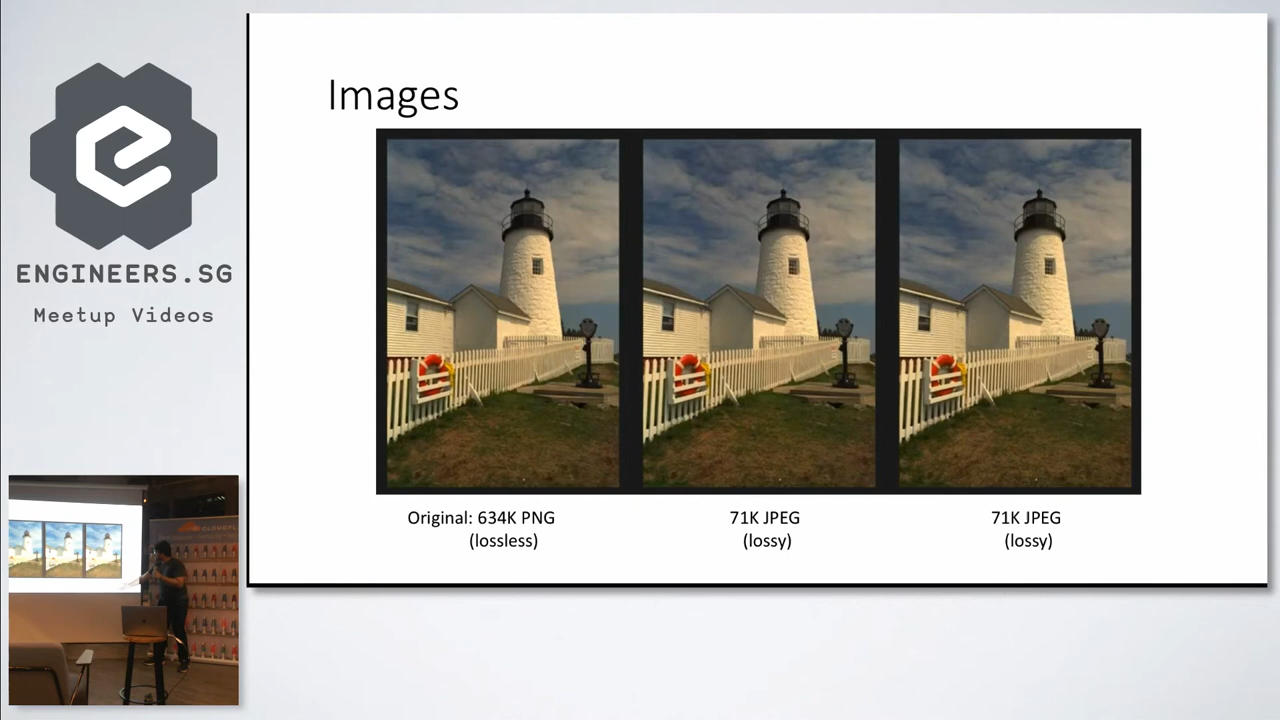 ENGINEERS.SG
Meetup Videos
Images
Original: 634K PNG
(lossless)
71K JPEG
(lossy)
71K JPEG
(lossy)